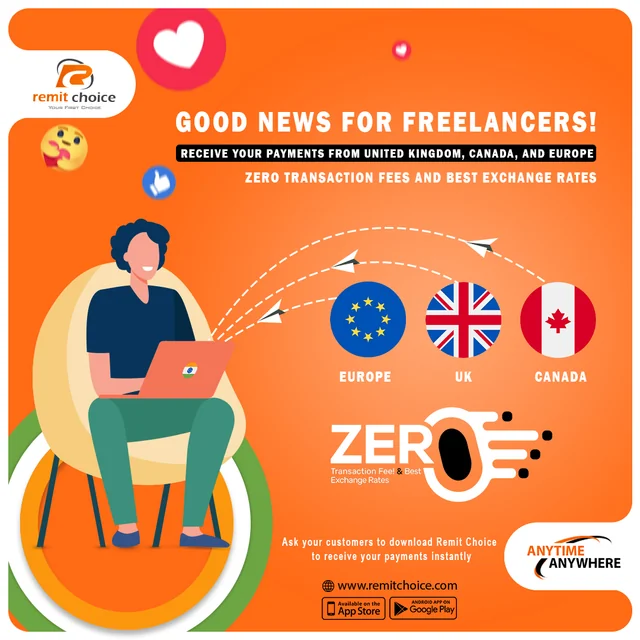 remit choice
YOUR FIRST CHOICE
GOOD NEWS FOR FREELANCERS!
RECEIVE YOUR PAYMENTS FROM UNITED KINGDOM, CANADA, AND EUROPE
ZERO TRANSACTION FEES AND BEST EXCHANGE RATES
EUROPE
UK
CANADA
ZERO
Transaction Fee! & Best
Exchange Rates
Ask your customers to download Remit Choice
to receive your payments instantly
ANYTIME
ANYWHERE
www.remitchoice.com
Available on the
App Store
ANDROID APP ON
Google Play